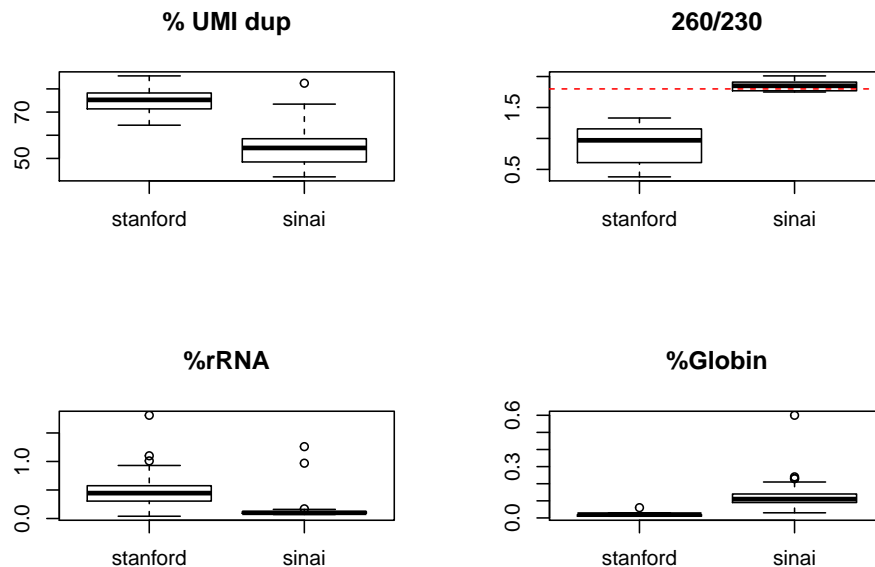 % UMI dup
70
50
stanford
sinai
260/230
1.5
0.5
stanford
sinai
%rRNA
1.0
0.0
stanford
sinai
%Globin
0.6
0.3
0.0
stanford
sinai